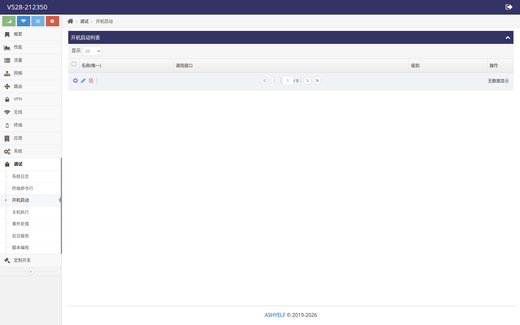 V528-212350
概要
性能
流量
网络
路由
VPN
无线
终端
应用
系统
调试
系统日志
终端命令行
开机启动
主机执行
事件处理
后台服务
脚本编程
定制开发
调试
开机启动
开机启动列表
显示
20
名称(唯一)
调用接口
级别
操作
1
/ 0
无数据显示
ASHYELF © 2019-2026